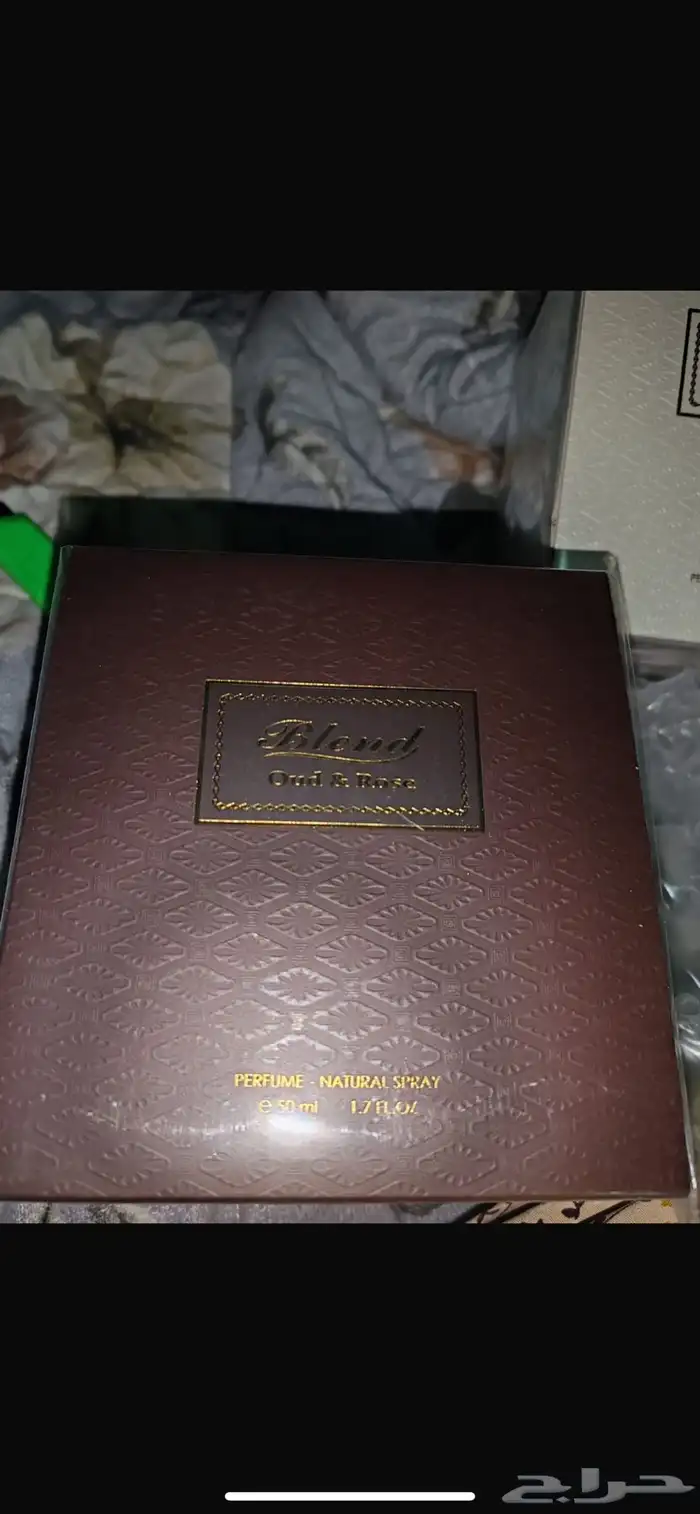 Blend
Oud & Rose
PERFUME - NATURAL SPRAY
e 50 ml 1.7 FL.OZ
حراج